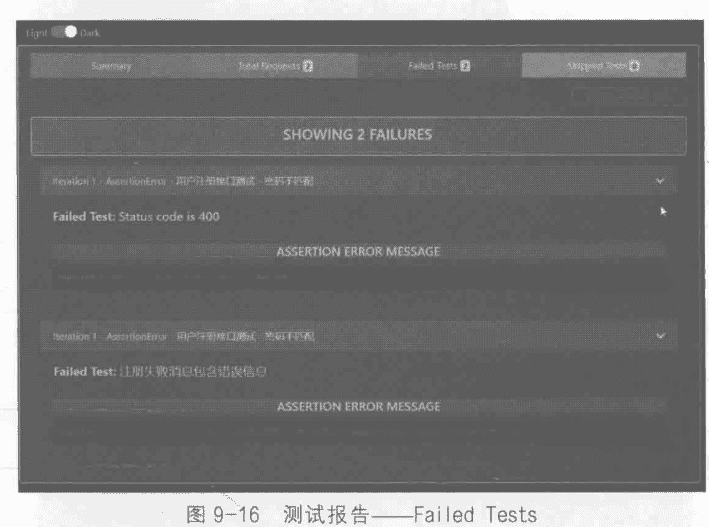 Light Dark
Summary Total Requests 2 Failed Tests 2 Skipped Tests 0
SHOWING 2 FAILURES
Iteration 1 - AssertionError - 用户注册接口测试 - 密码不匹配
Failed Test: Status code is 400
ASSERTION ERROR MESSAGE
Iteration 1 - AssertionError - 用户注册接口测试 - 密码不匹配
Failed Test: 注册失败消息包含错误信息
ASSERTION ERROR MESSAGE
图 9-16 测试报告——Failed Tests